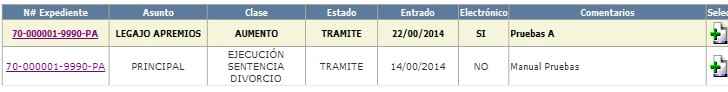 N# Expediente Asunto Clase Estado Entrado Electrónico Comentarios Selec
70-000001-9990-PA LEGAJO APREMIOS AUMENTO TRAMITE 22/00/2014 SI Pruebas A
70-000001-9990-PA PRINCIPAL EJECUCIÓN SENTENCIA DIVORCIO TRAMITE 14/00/2014 NO Manual Pruebas